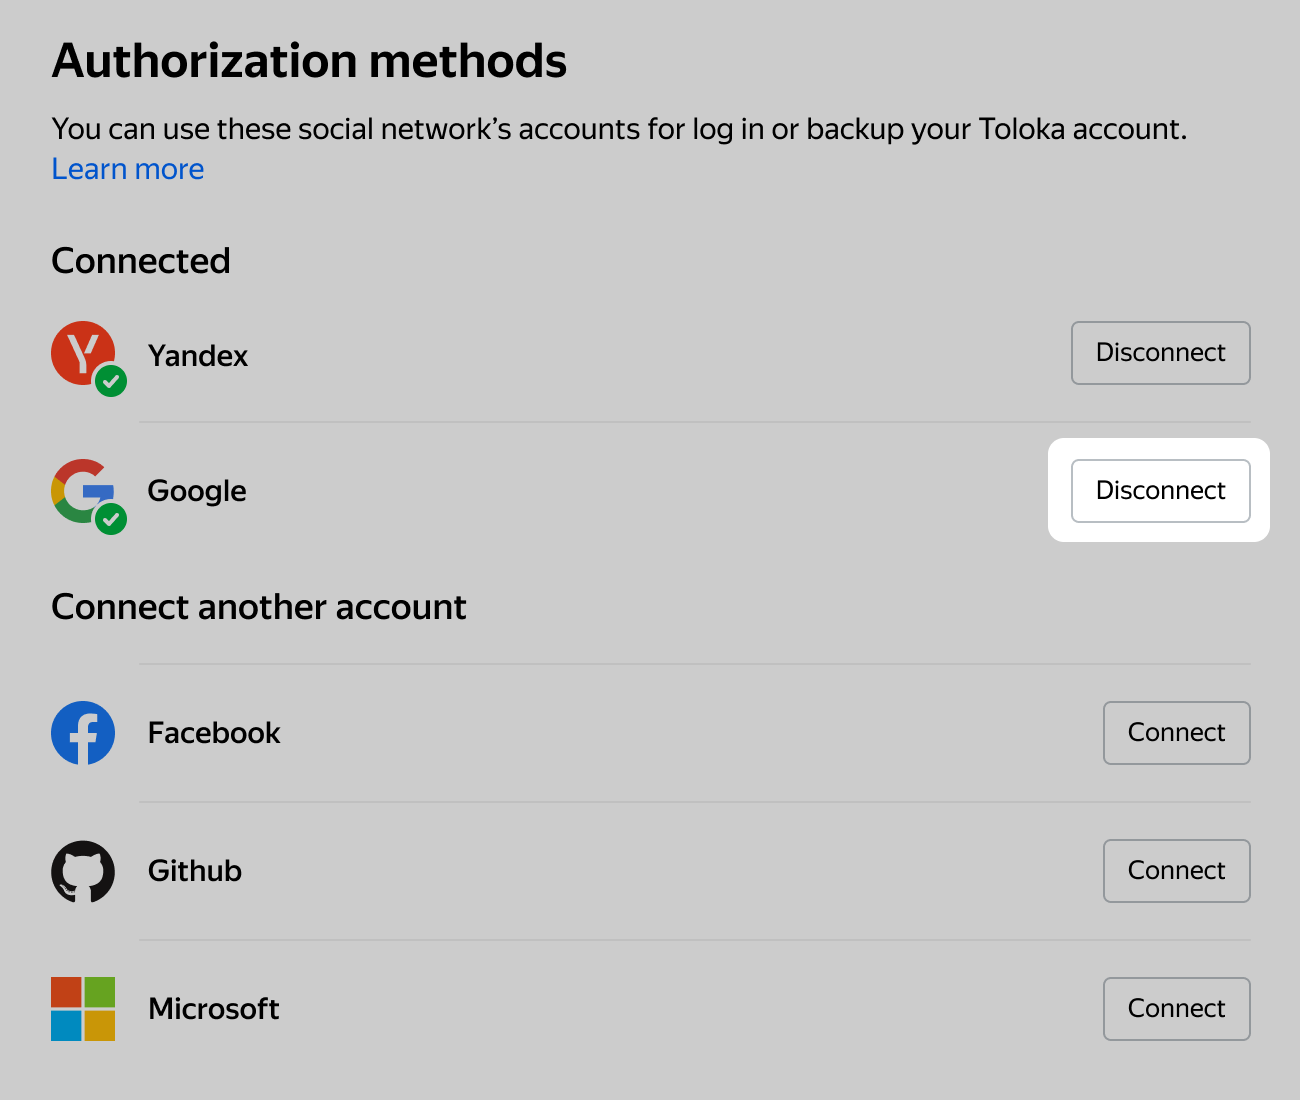 Authorization methods
You can use these social network’s accounts for log in or backup your Toloka account.
Learn more
Connected
Yandex
Disconnect
Google
Disconnect
Connect another account
Facebook
Connect
Github
Connect
Microsoft
Connect